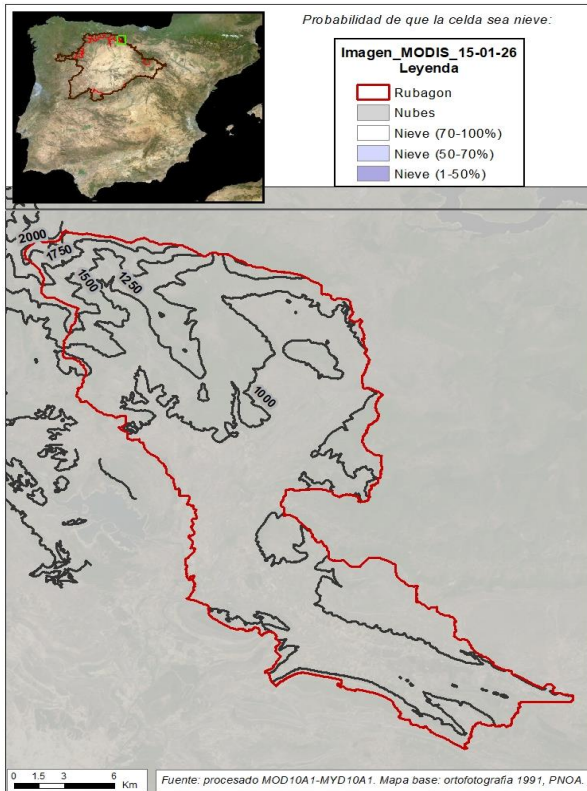 Probabilidad de que la celda sea nieve:
Imagen_MODIS_15-01-26
Leyenda
Rubagon
Nubes
Nieve (70-100%)
Nieve (50-70%)
Nieve (1-50%)
2000
1750
1500
1250
1000
0 1.5 3 6
Km
Fuente: procesado MOD10A1-MYD10A1. Mapa base: ortofotografia 1991, PNOA.